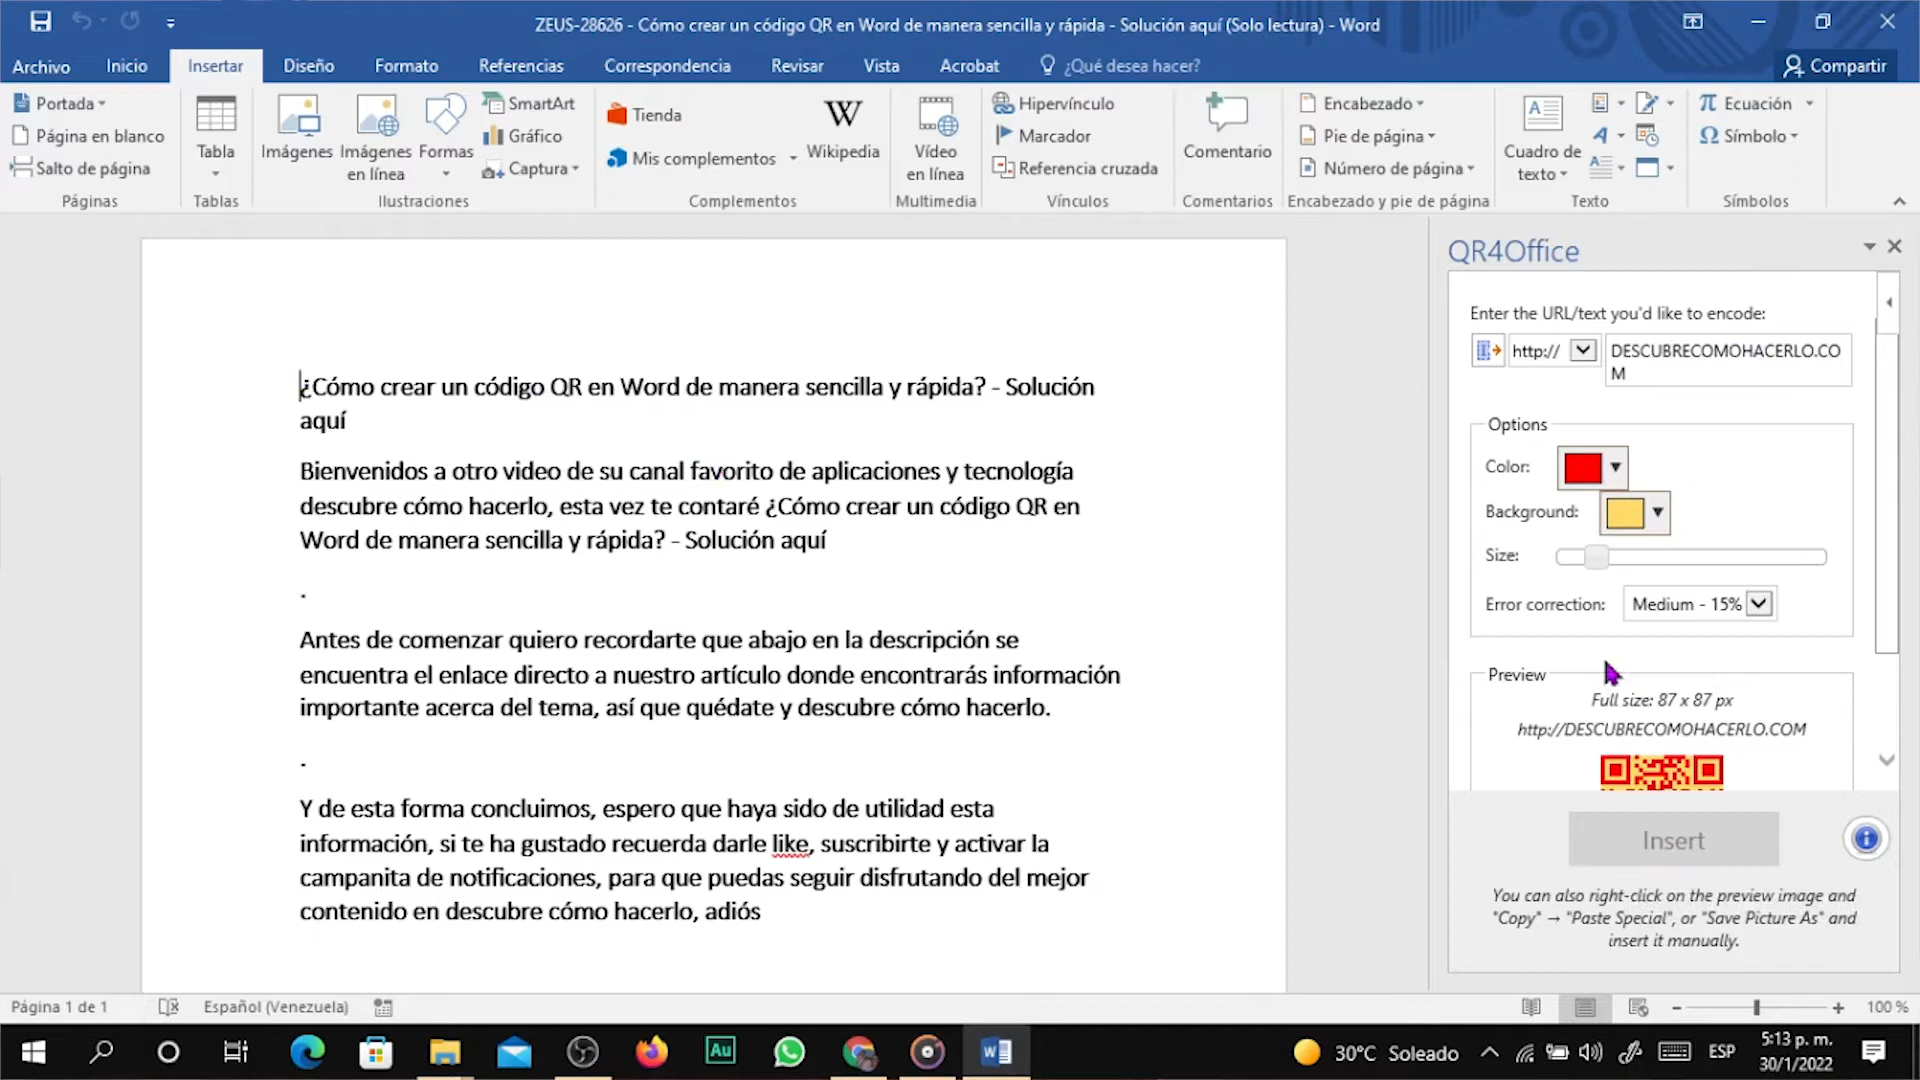 ZEUS-28626 - Cómo crear un código QR en Word de manera sencilla y rápida - Solución aquí (Solo lectura) - Word
Archivo Inicio Insertar Diseño Formato Referencias Correspondencia Revisar Vista Acrobat ¿Qué desea hacer? Compartir
Portada
Página en blanco
Salto de página
Páginas
Tabla
Tablas
Imágenes
Imágenes en línea
Formas
SmartArt
Gráfico
Captura
Ilustraciones
Tienda
Mis complementos
Wikipedia
Complementos
Vídeo en línea
Multimedia
Hipervínculo
Marcador
Referencia cruzada
Vínculos
Comentario
Comentarios
Encabezado
Pie de página
Número de página
Encabezado y pie de página
Cuadro de texto
Texto
Ecuación
Símbolo
Símbolos
¿Cómo crear un código QR en Word de manera sencilla y rápida? - Solución
aquí
Bienvenidos a otro video de su canal favorito de aplicaciones y tecnología
descubre cómo hacerlo, esta vez te contaré ¿Cómo crear un código QR en
Word de manera sencilla y rápida? - Solución aquí
.
Antes de comenzar quiero recordarte que abajo en la descripción se
encuentra el enlace directo a nuestro artículo donde encontrarás información
importante acerca del tema, así que quédate y descubre cómo hacerlo.
.
Y de esta forma concluimos, espero que haya sido de utilidad esta
información, si te ha gustado recuerda darle like, suscribirte y activar la
campanita de notificaciones, para que puedas seguir disfrutando del mejor
contenido en descubre cómo hacerlo, adiós
QR4Office
Enter the URL/text you'd like to encode:
http:// DESCUBRECOMOHACERLO.CO
M
Options
Color:
Background:
Size:
Error correction: Medium - 15%
Preview
Full size: 87 x 87 px
http://DESCUBRECOMOHACERLO.COM
Insert
You can also right-click on the preview image and
"Copy" → "Paste Special", or "Save Picture As" and
insert it manually.
Página 1 de 1 Español (Venezuela) 100 %
Au
30°C Soleado ESP
5:13 p. m.
30/1/2022